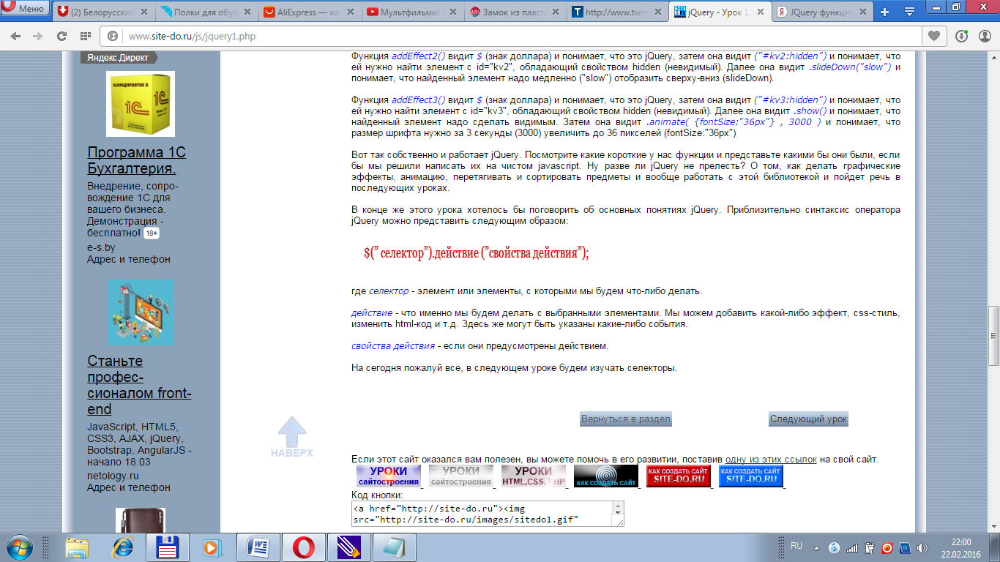 Меню
(2) Белорусский
Полки для обув
AliExpress — кач
Мультфильмы:
Замок из пласти
http://www.twirp
jQuery - Урок 1.
JQuery функция
www.site-do.ru/js/jquery1.php
Яндекс.Директ
1С:ПРЕДПРИЯТИЕ 8
1С
Программа 1С
Бухгалтерия.
Внедрение, сопро-
вождение 1С для
вашего бизнеса.
Демонстрация -
бесплатно! 18+
e-s.by
Адрес и телефон
Станьте
профес-
сионалом front-
end
JavaScript, HTML5,
CSS3, AJAX, jQuery,
Bootstrap, AngularJS -
начало 18.03
netology.ru
Адрес и телефон
Функция addEffect2() видит $ (знак доллара) и понимает, что это jQuery, затем она видит ("#kv2:hidden") и понимает, что
ей нужно найти элемент с id="kv2", обладающий свойством hidden (невидимый). Далее она видит .slideDown("slow") и
понимает, что найденный элемент надо медленно ("slow") отобразить сверху-вниз (slideDown).
Функция addEffect3() видит $ (знак доллара) и понимает, что это jQuery, затем она видит ("#kv3:hidden") и понимает, что
ей нужно найти элемент с id="kv3", обладающий свойством hidden (невидимый). Далее она видит .show() и понимает, что
найденный элемент надо сделать видимым. Затем она видит .animate( {fontSize:"36px"} , 3000 ) и понимает, что
размер шрифта нужно за 3 секунды (3000) увеличить до 36 пикселей (fontSize:"36px")
Вот так собственно и работает jQuery. Посмотрите какие короткие у нас функции и представьте какими бы они были, если
бы мы решили написать их на чистом javascript. Ну разве ли jQuery не прелесть? О том, как делать графические
эффекты, анимацию, перетягивать и сортировать предметы и вообще работать с этой библиотекой и пойдет речь в
последующих уроках.
В конце же этого урока хотелось бы поговорить об основных понятиях jQuery. Приблизительно синтаксис оператора
jQuery можно представить следующим образом:
$(” селектор”).действие (”свойства действия”);
где селектор - элемент или элементы, с которыми мы будем что-либо делать.
действие - что именно мы будем делать с выбранными элементами. Мы можем добавить какой-либо эффект, css-стиль,
изменить html-код и т.д. Здесь же могут быть указаны какие-либо события.
свойства действия - если они предусмотрены действием.
На сегодня пожалуй все, в следующем уроке будем изучать селекторы.
Вернуться в раздел
Следующий урок
НАВЕРХ
Если этот сайт оказался вам полезен, вы можете помочь в его развитии, поставив одну из этих ссылок на свой сайт.
УРОКИ
сайтостроения
УРОКИ
сайтостроения
УРОКИ
HTML,CSS, PHP
КАК СОЗДАТЬ САЙТ
КАК СОЗДАТЬ САЙТ
SITE-DO.RU
КАК СОЗДАТЬ САЙТ
SITE-DO.RU
Код кнопки:
<a href="http://site-do.ru"><img
src="http://site-do.ru/images/sitedo1.gif"
RU
22:00
22.02.2016